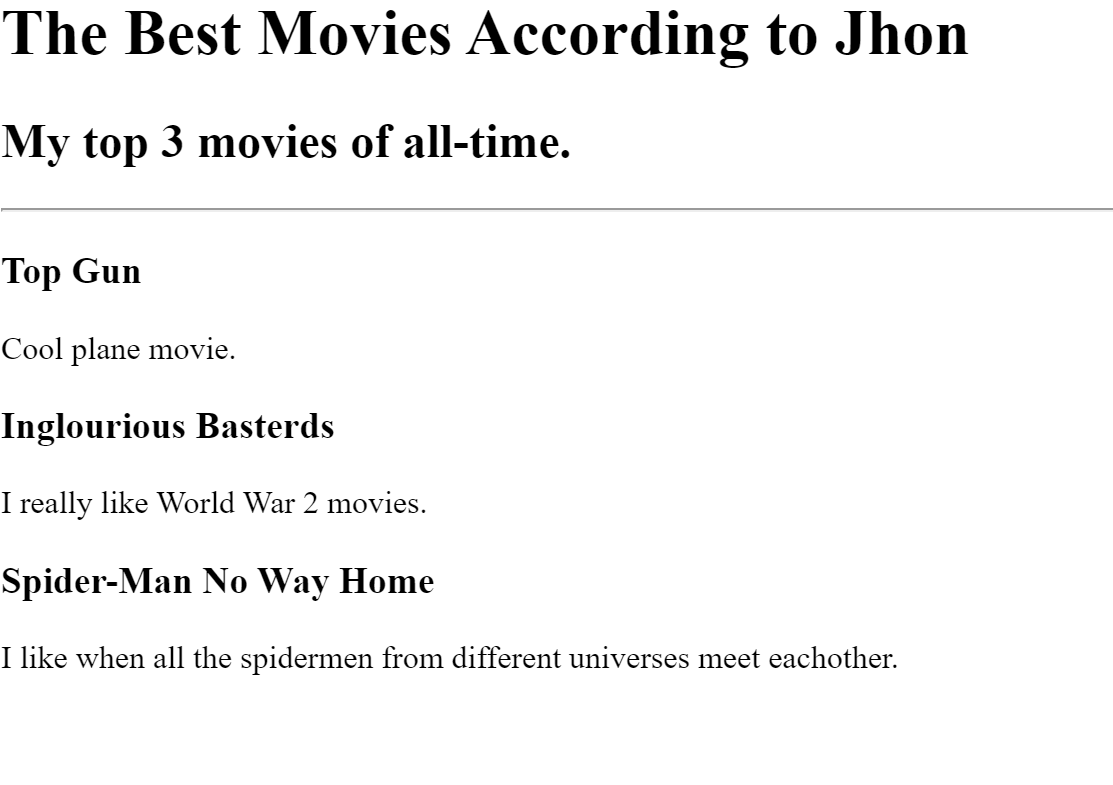 The Best Movies According to Jhon
My top 3 movies of all-time.
Top Gun
Cool plane movie.
Inglourious Basterds
I really like World War 2 movies.
Spider-Man No Way Home
I like when all the spidermen from different universes meet eachother.